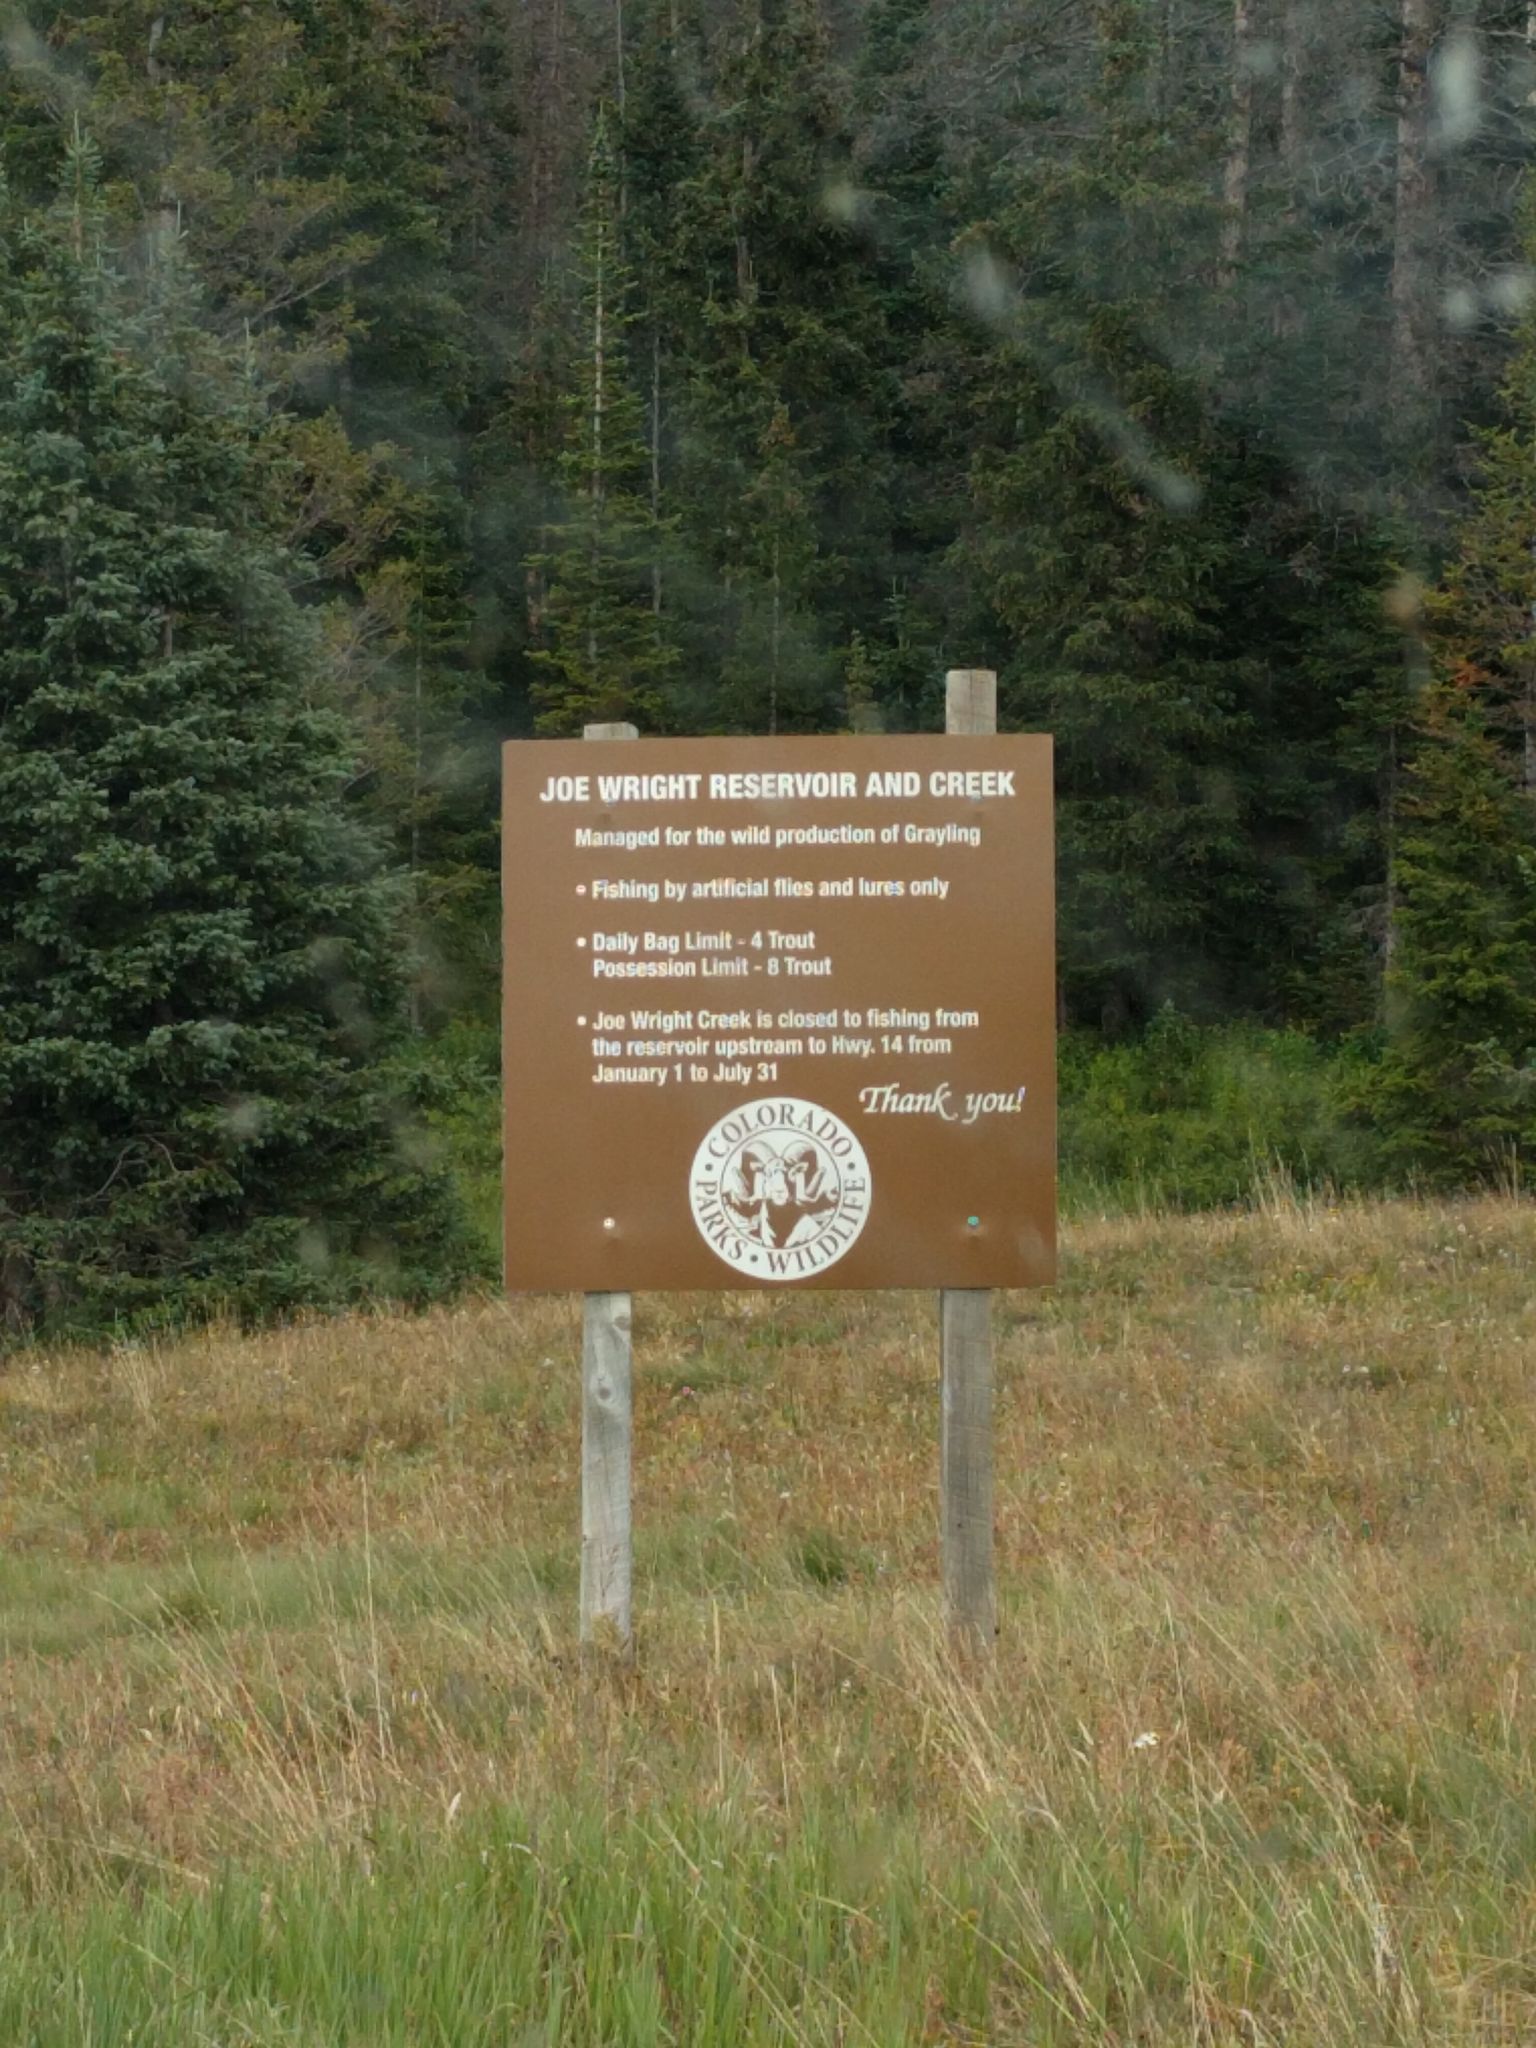 JOE WRIGHT RESERVOIR AND CREEK
Managed for the wild production of Grayling
• Fishing by artificial flies and lures only
• Daily Bag Limit - 4 Trout
Possession Limit - 8 Trout
• Joe Wright Creek is closed to fishing from
the reservoir upstream to Hwy. 14 from
January 1 to July 31
Thank you!
• COLORADO •
PARKS • WILDLIFE